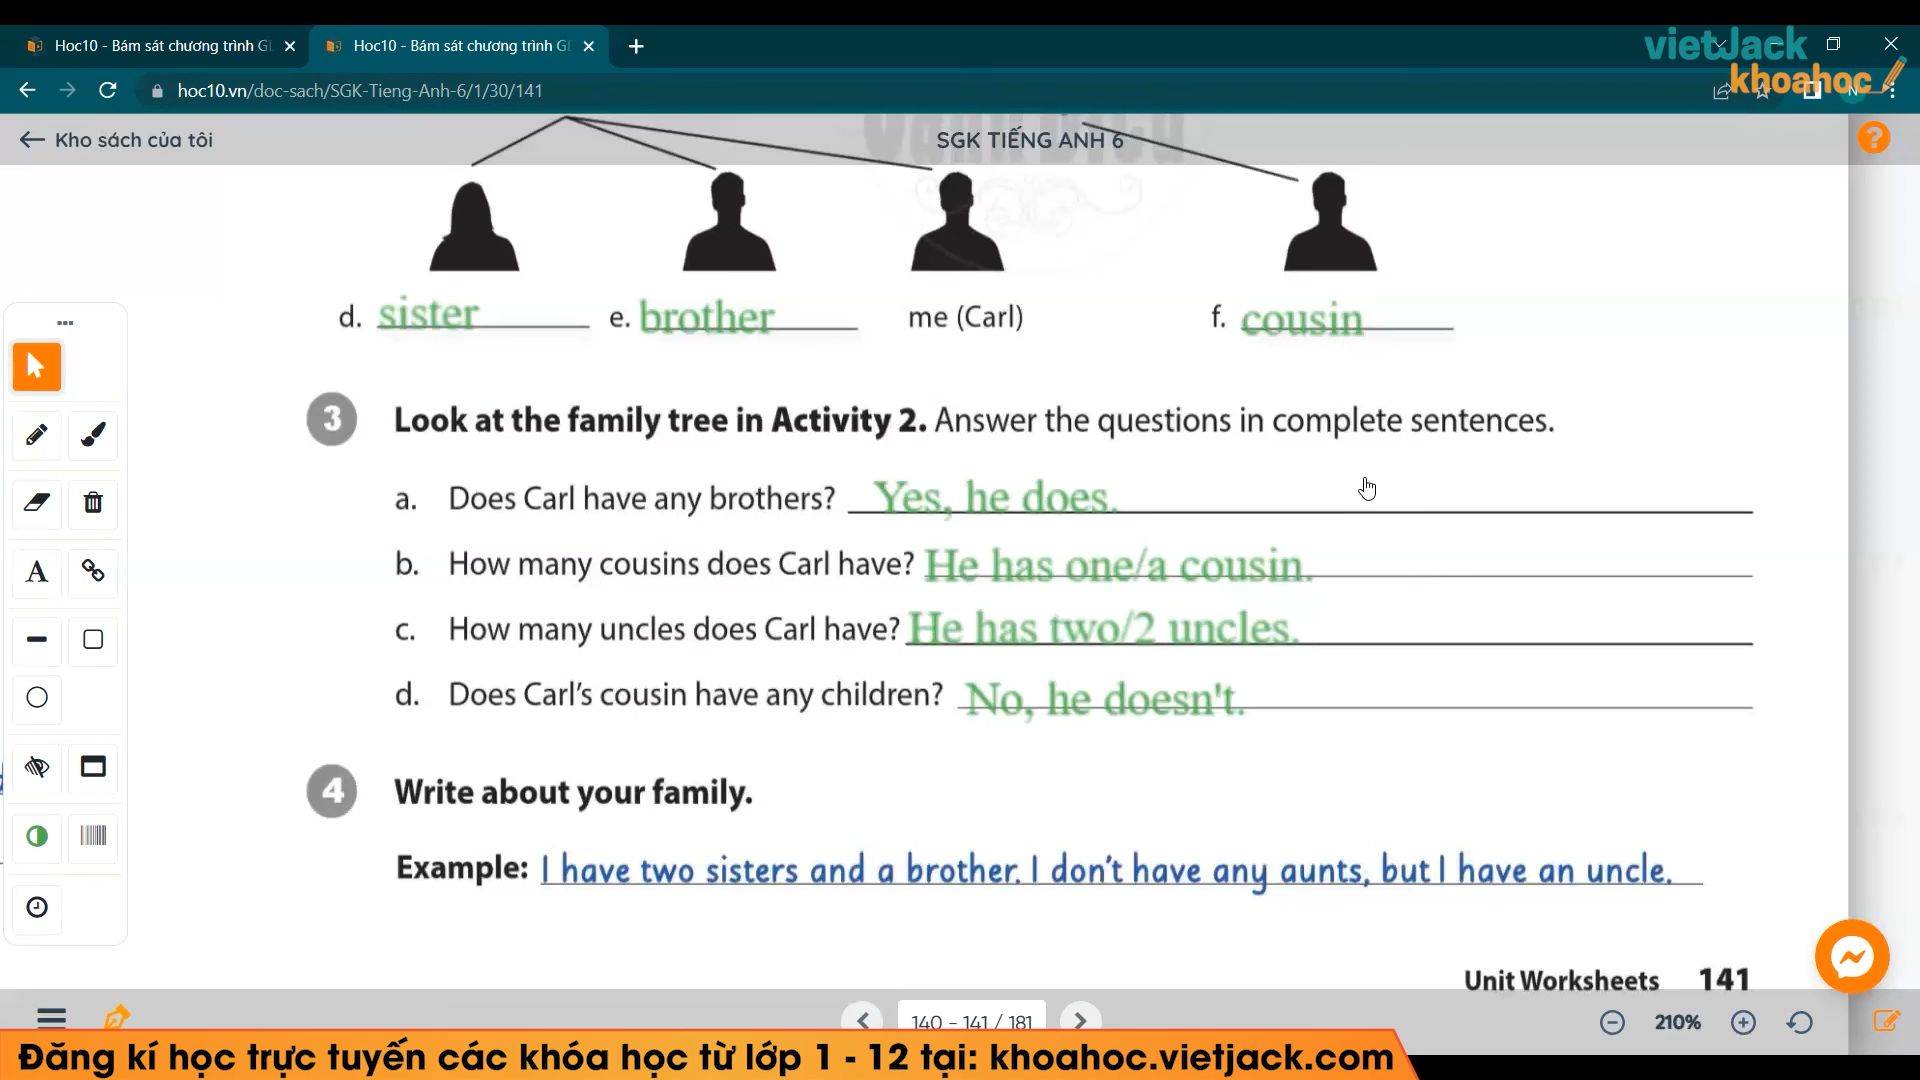 Hoc10 - Bám sát chương trình GI
Hoc10 - Bám sát chương trình GI
vietJack
khoahoc
hoc10.vn/doc-sach/SGK-Tieng-Anh-6/1/30/141
N
Kho sách của tôi
SGK TIẾNG ANH 6
?
d. sister e. brother me (Carl) f. cousin
3 Look at the family tree in Activity 2. Answer the questions in complete sentences.
a. Does Carl have any brothers? Yes, he does.
b. How many cousins does Carl have? He has one/a cousin.
c. How many uncles does Carl have? He has two/2 uncles.
d. Does Carl's cousin have any children? No, he doesn't.
4 Write about your family.
Example: I have two sisters and a brother. I don't have any aunts, but I have an uncle.
Unit Worksheets 141
A
140 - 141 / 181
210%
Đăng kí học trực tuyến các khóa học từ lớp 1 - 12 tại: khoahoc.vietjack.com